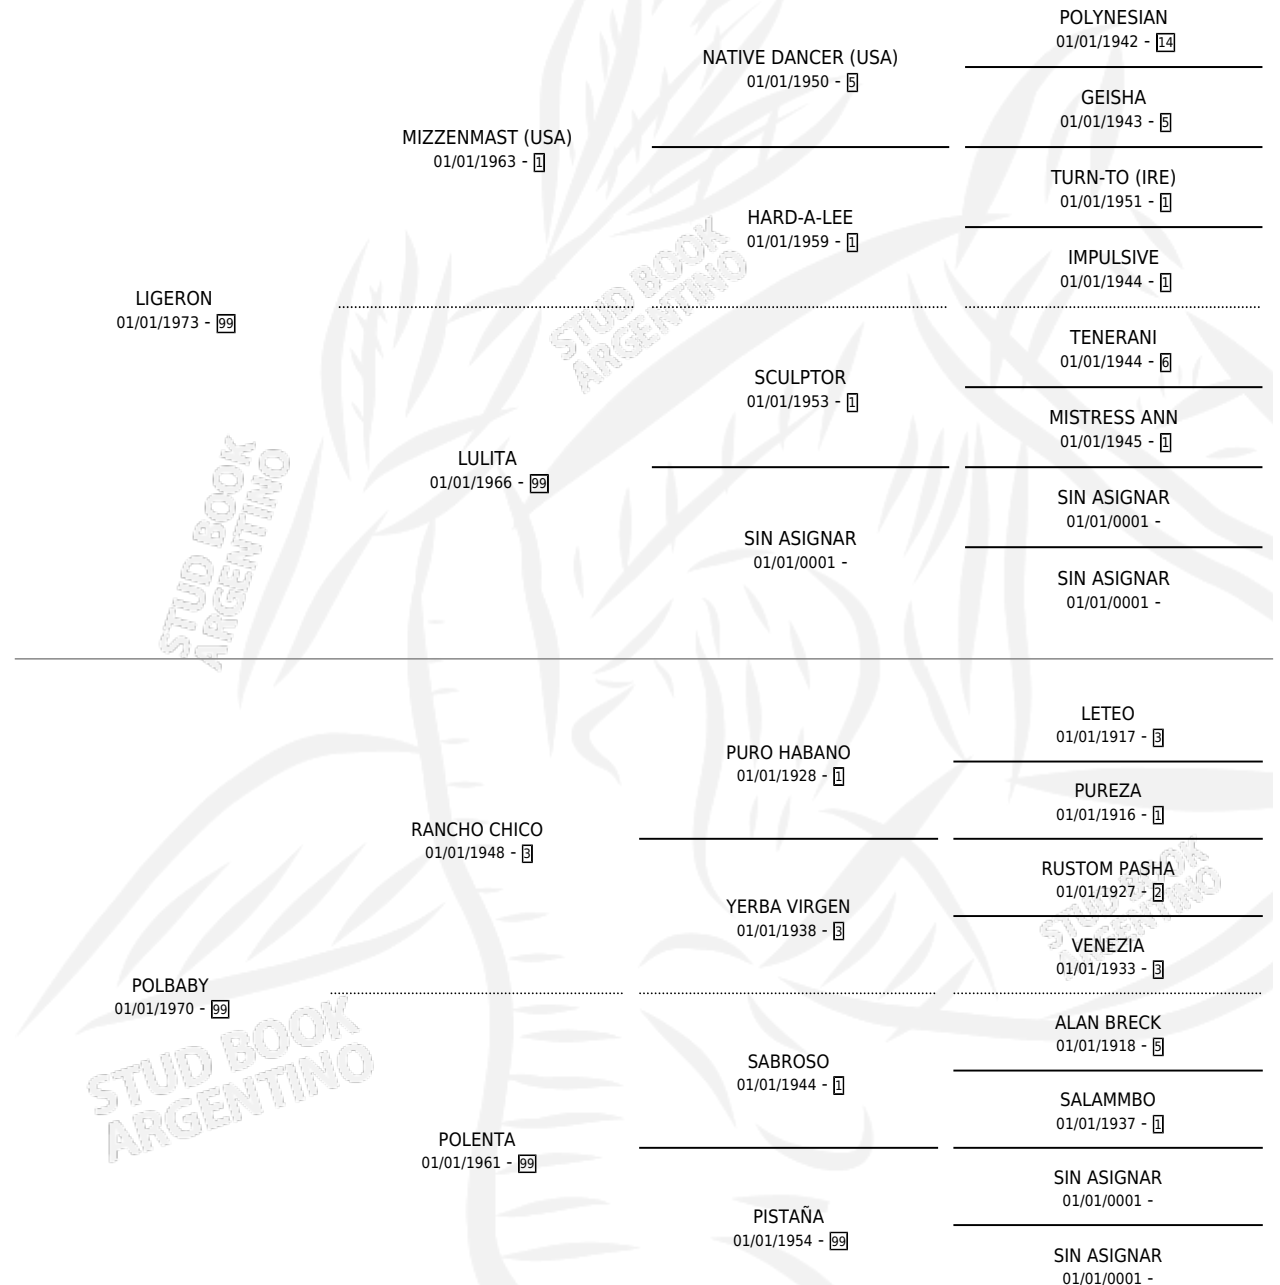 POLYNESIAN
01/01/1942 - 14
NATIVE DANCER (USA)
01/01/1950 - 5
GEISHA
01/01/1943 - 5
MIZZENMAST (USA)
01/01/1963 - 1
TURN-TO (IRE)
01/01/1951 - 1
HARD-A-LEE
01/01/1959 - 1
IMPULSIVE
01/01/1944 - 1
LIGERON
01/01/1973 - 99
STUD BOOK
ARGENTINO
TENERANI
01/01/1944 - 6
SCULPTOR
01/01/1953 - 1
MISTRESS ANN
01/01/1945 - 1
LULITA
01/01/1966 - 99
SIN ASIGNAR
01/01/0001 -
SIN ASIGNAR
01/01/0001 -
SIN ASIGNAR
01/01/0001 -
STUD BOOK
ARGENTINO
LETEO
01/01/1917 - 3
PURO HABANO
01/01/1928 - 1
PUREZA
01/01/1916 - 1
RANCHO CHICO
01/01/1948 - 3
RUSTOM PASHA
01/01/1927 - 2
YERBA VIRGEN
01/01/1938 - 3
STUD BOOK
ARGENTINO
VENEZIA
01/01/1933 - 3
POLBABY
01/01/1970 - 99
STUD BOOK
ARGENTINO
ALAN BRECK
01/01/1918 - 5
SABROSO
01/01/1944 - 1
SALAMMBO
01/01/1937 - 1
POLENTA
01/01/1961 - 99
SIN ASIGNAR
01/01/0001 -
PISTAÑA
01/01/1954 - 99
SIN ASIGNAR
01/01/0001 -